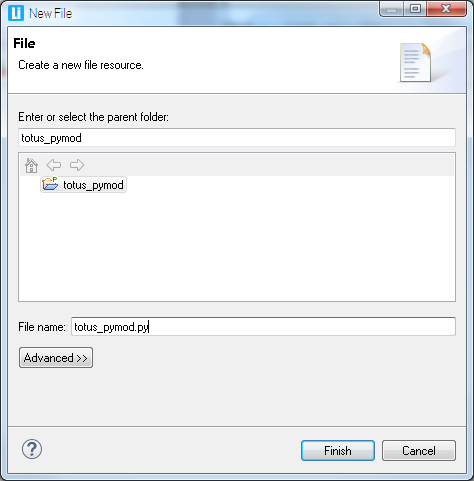 New File
File
Create a new file resource.
Enter or select the parent folder:
totus_pymod
totus_pymod
File name: totus_pymod.py
Advanced >>
Finish Cancel